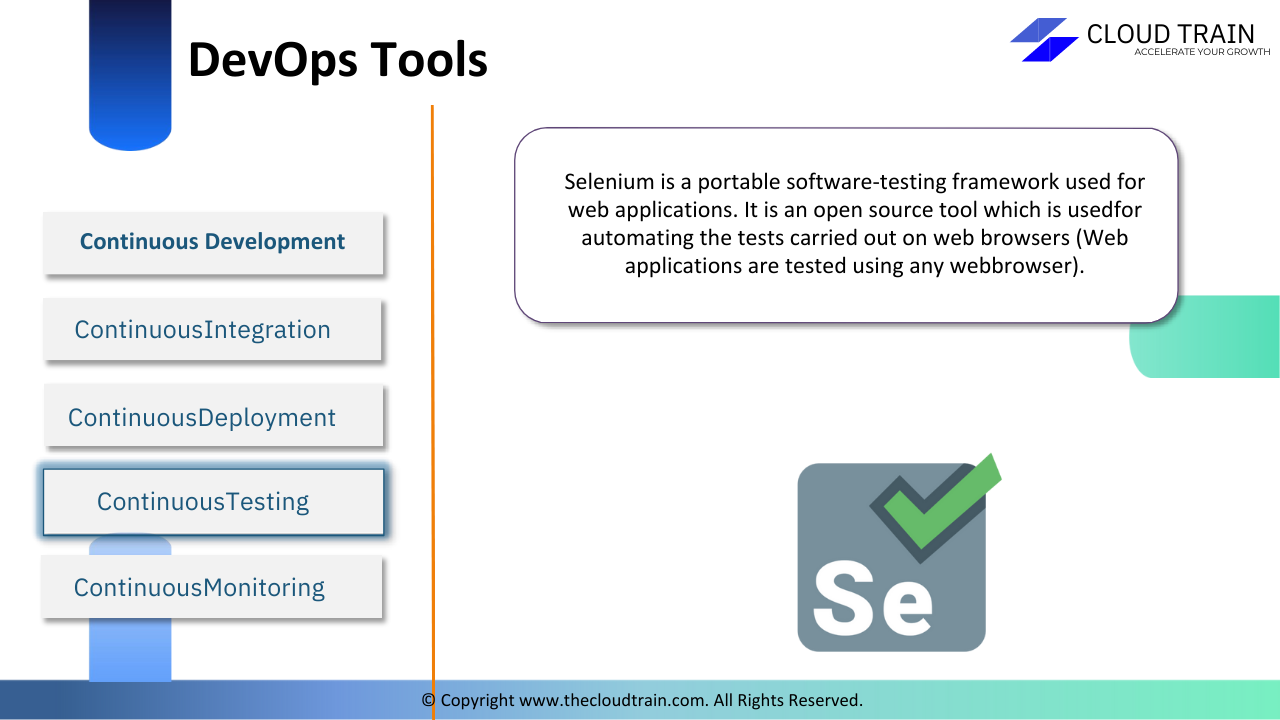 DevOps Tools
CLOUD TRAIN
ACCELERATE YOUR GROWTH
Continuous Development
ContinuousIntegration
ContinuousDeployment
ContinuousTesting
ContinuousMonitoring
Selenium is a portable software-testing framework used for
web applications. It is an open source tool which is usedfor
automating the tests carried out on web browsers (Web
applications are tested using any webbrowser).
Se
© Copyright www.thecloudtrain.com. All Rights Reserved.